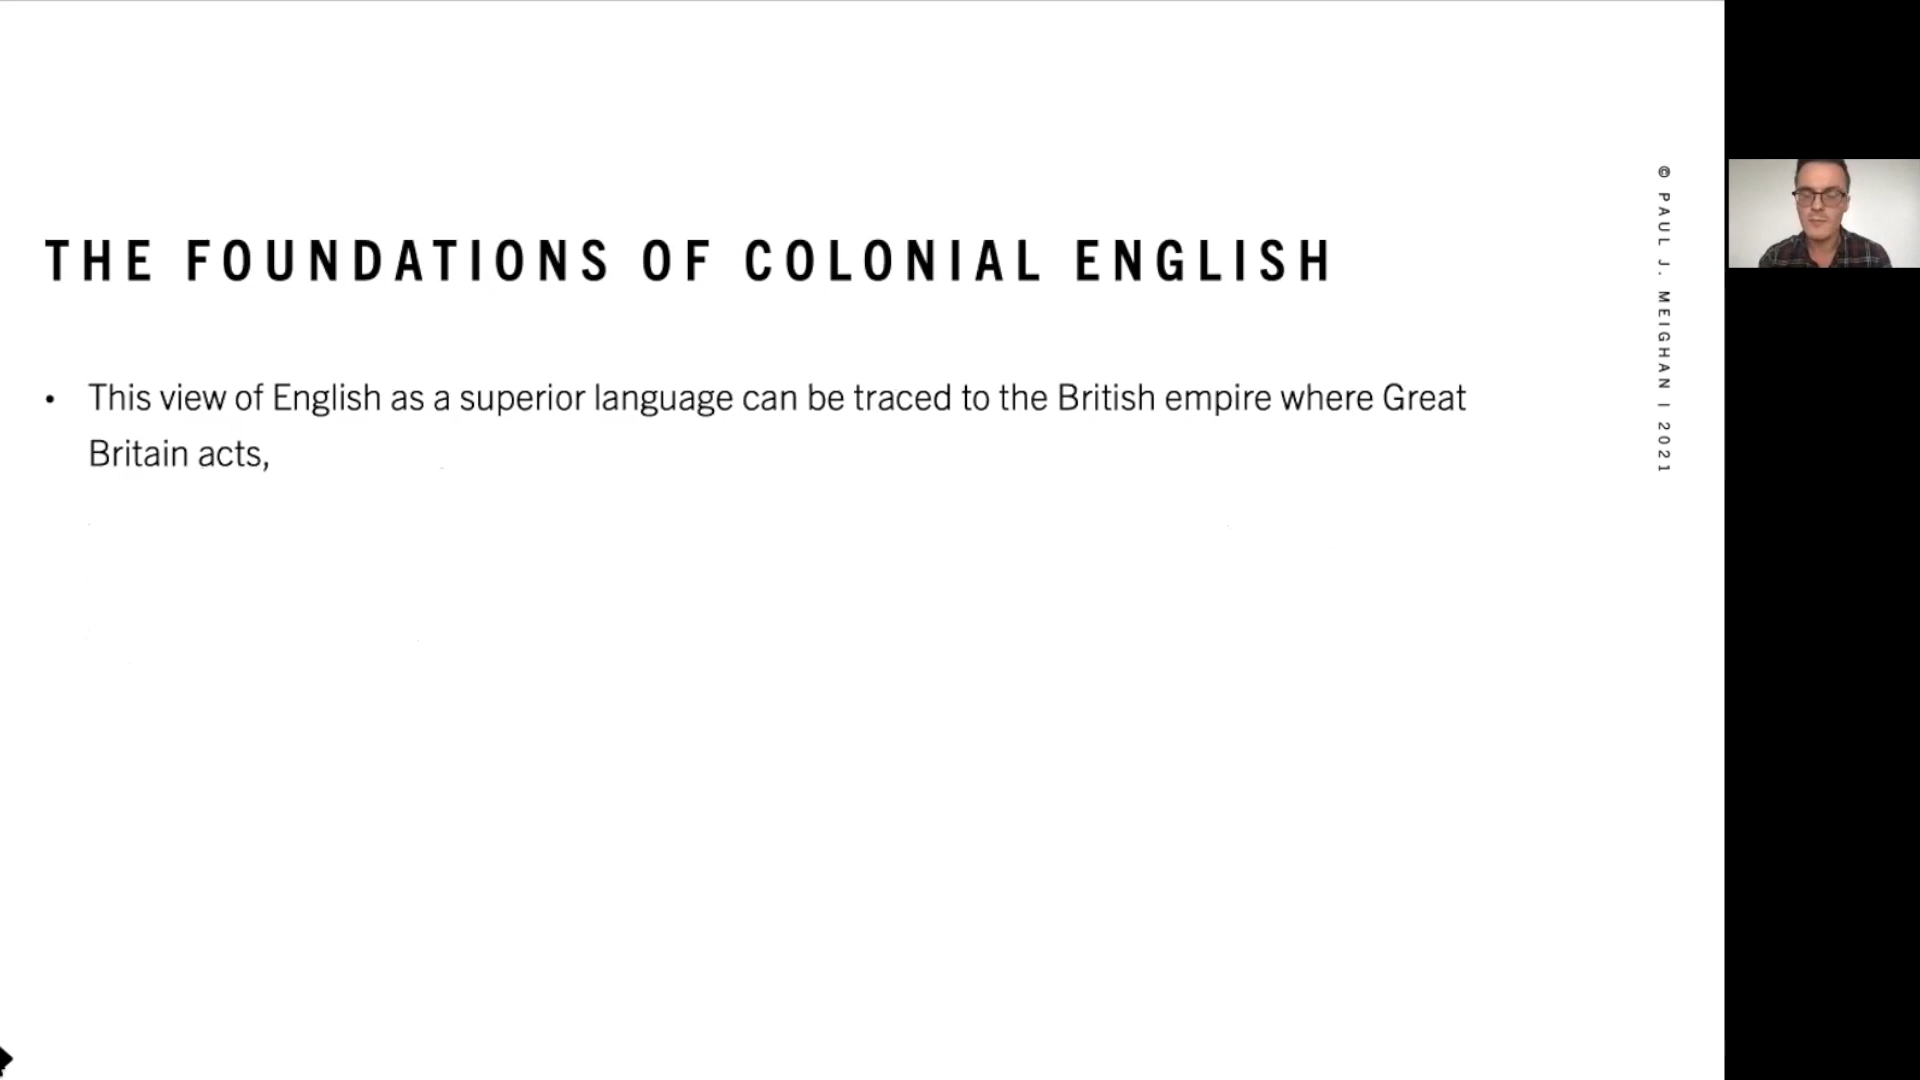 THE FOUNDATIONS OF COLONIAL ENGLISH
• This view of English as a superior language can be traced to the British empire where Great
Britain acts,
© PAUL J. MEIGHAN | 2021